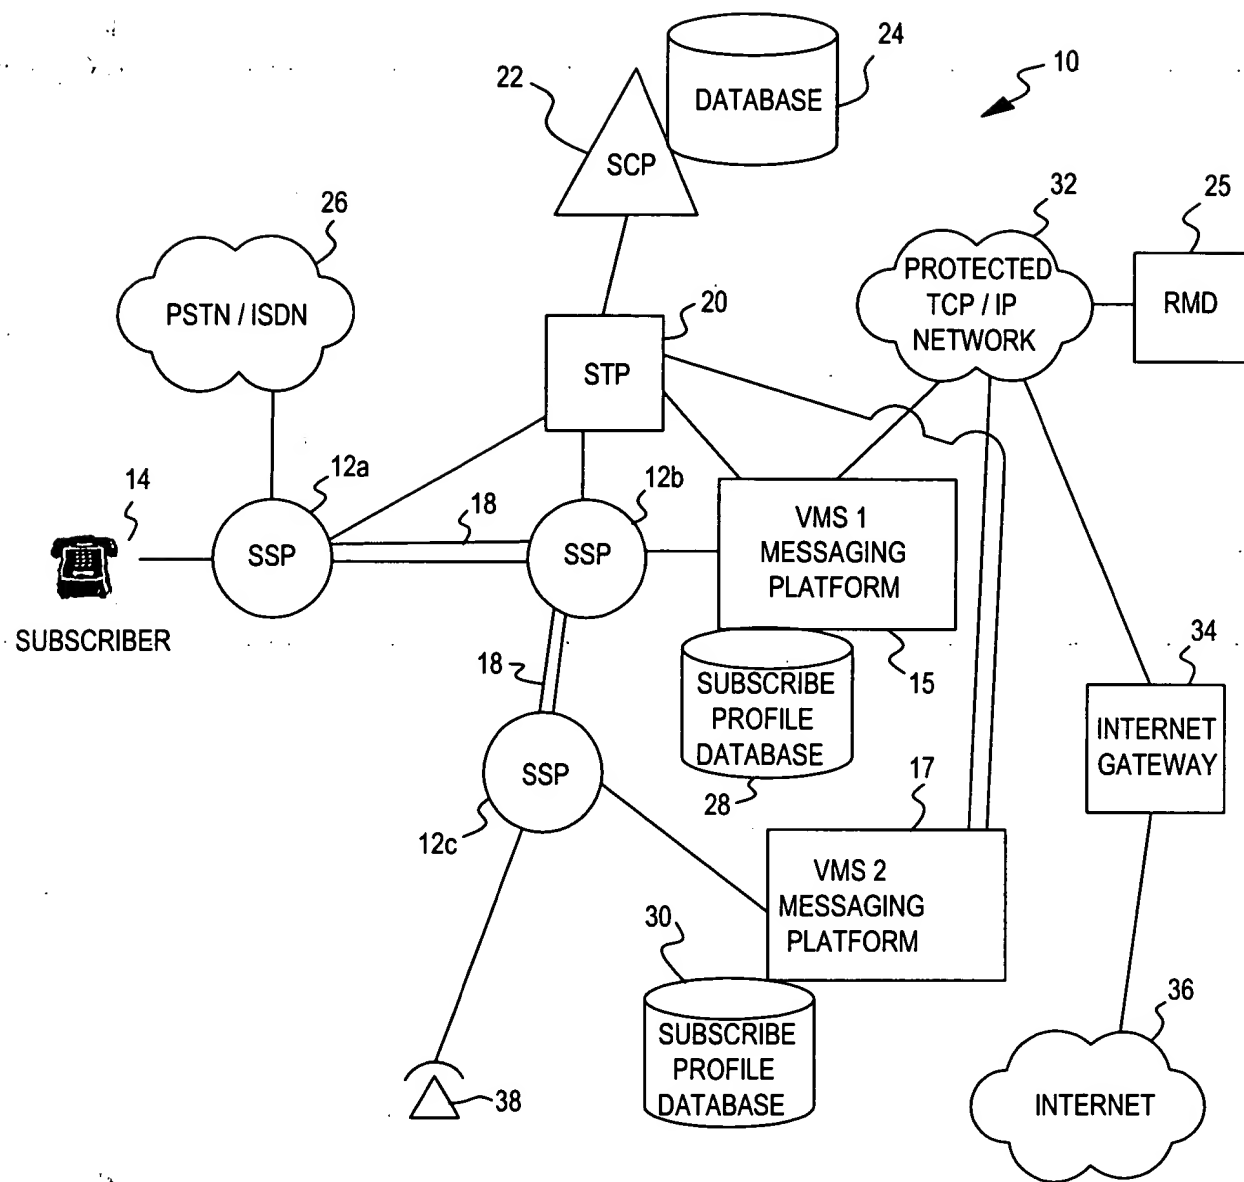 24
DATABASE
22
SCP
10
26
PSTN / ISDN
32
PROTECTED
TCP / IP
NETWORK
25
RMD
20
STP
14
SUBSCRIBER
12a
SSP
18
12b
SSP
VMS 1
MESSAGING
PLATFORM
15
18
SUBSCRIBE
PROFILE
DATABASE
28
34
INTERNET
GATEWAY
SSP
12c
17
VMS 2
MESSAGING
PLATFORM
30
SUBSCRIBE
PROFILE
DATABASE
36
INTERNET
38